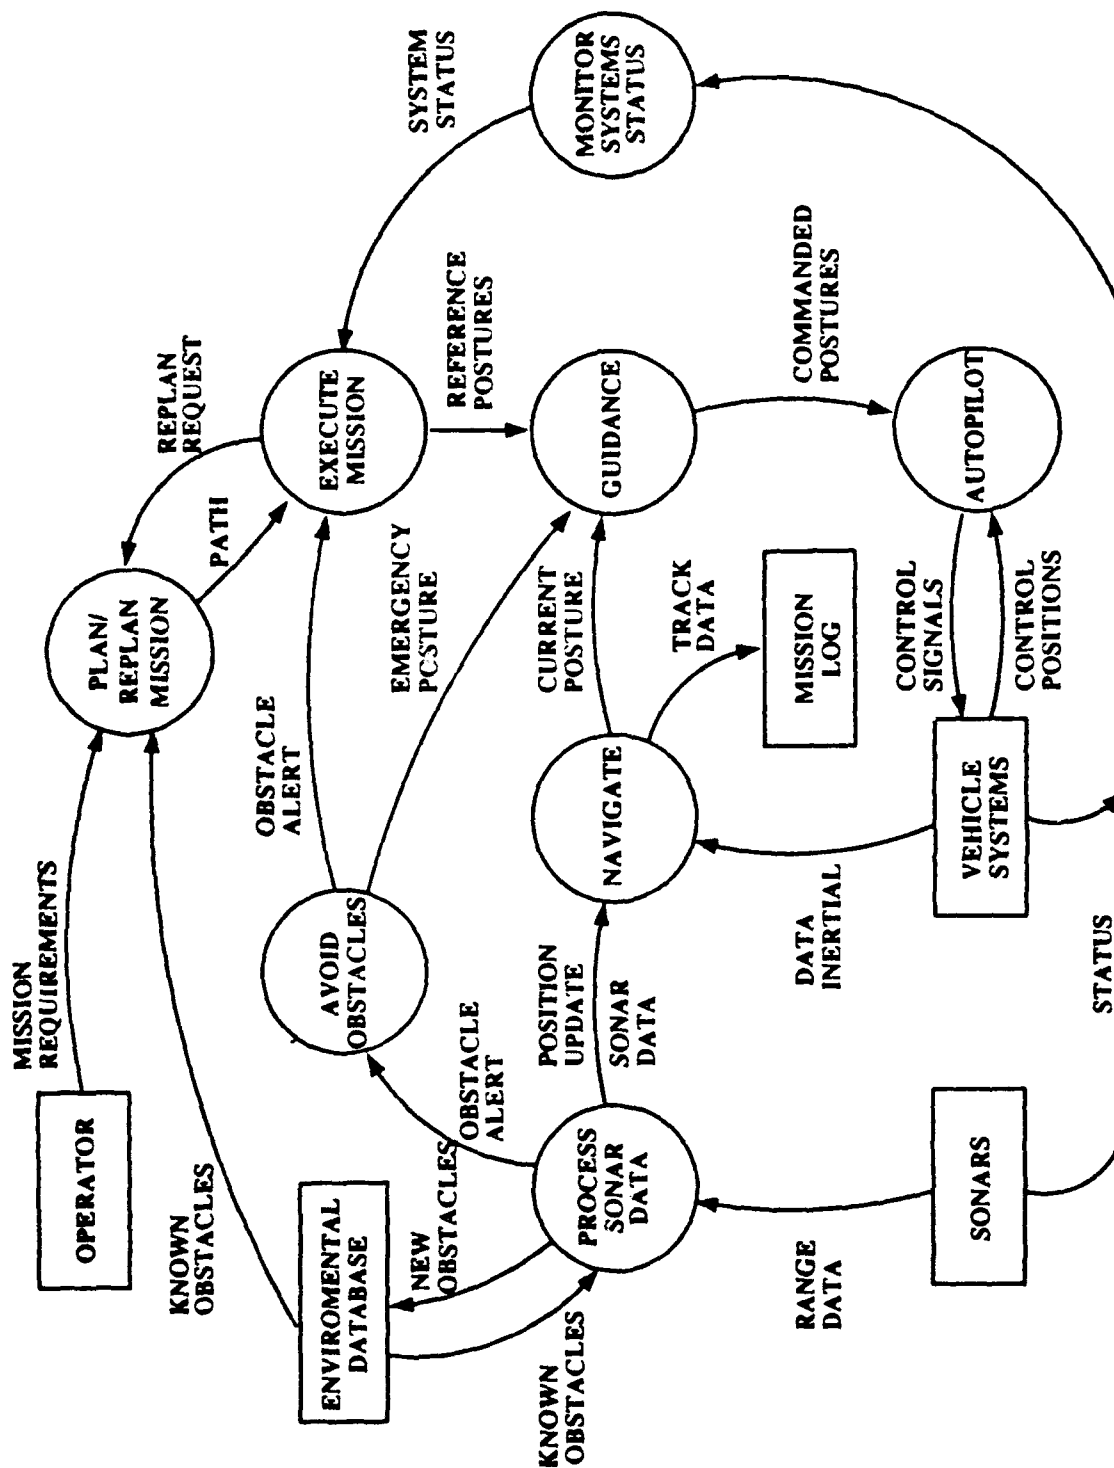 OPERATOR
MISSION
REQUIREMENTS
PLAN/
REPLAN
MISSION
REPLAN
REQUEST
PATH
KNOWN
OBSTACLES
OBSTACLE
ALERT
EXECUTE
MISSION
SYSTEM
STATUS
ENVIROMENTAL
DATABASE
AVOID
OBSTACLES
EMERGENCY
PCSTURE
REFERENCE
POSTURES
NEW
OBSTACLES
OBSTACLE
ALERT
KNOWN
OBSTACLES
PROCESS
SONAR
DATA
POSITION
UPDATE
SONAR
DATA
NAVIGATE
CURRENT
POSTURE
GUIDANCE
MONITOR
SYSTEMS
STATUS
TRACK
DATA
MISSION
LOG
COMMANDED
POSTURES
RANGE
DATA
DATA
INERTIAL
CONTROL
SIGNALS
AUTOPILOT
SONARS
VEHICLE
SYSTEMS
CONTROL
POSITIONS
STATUS